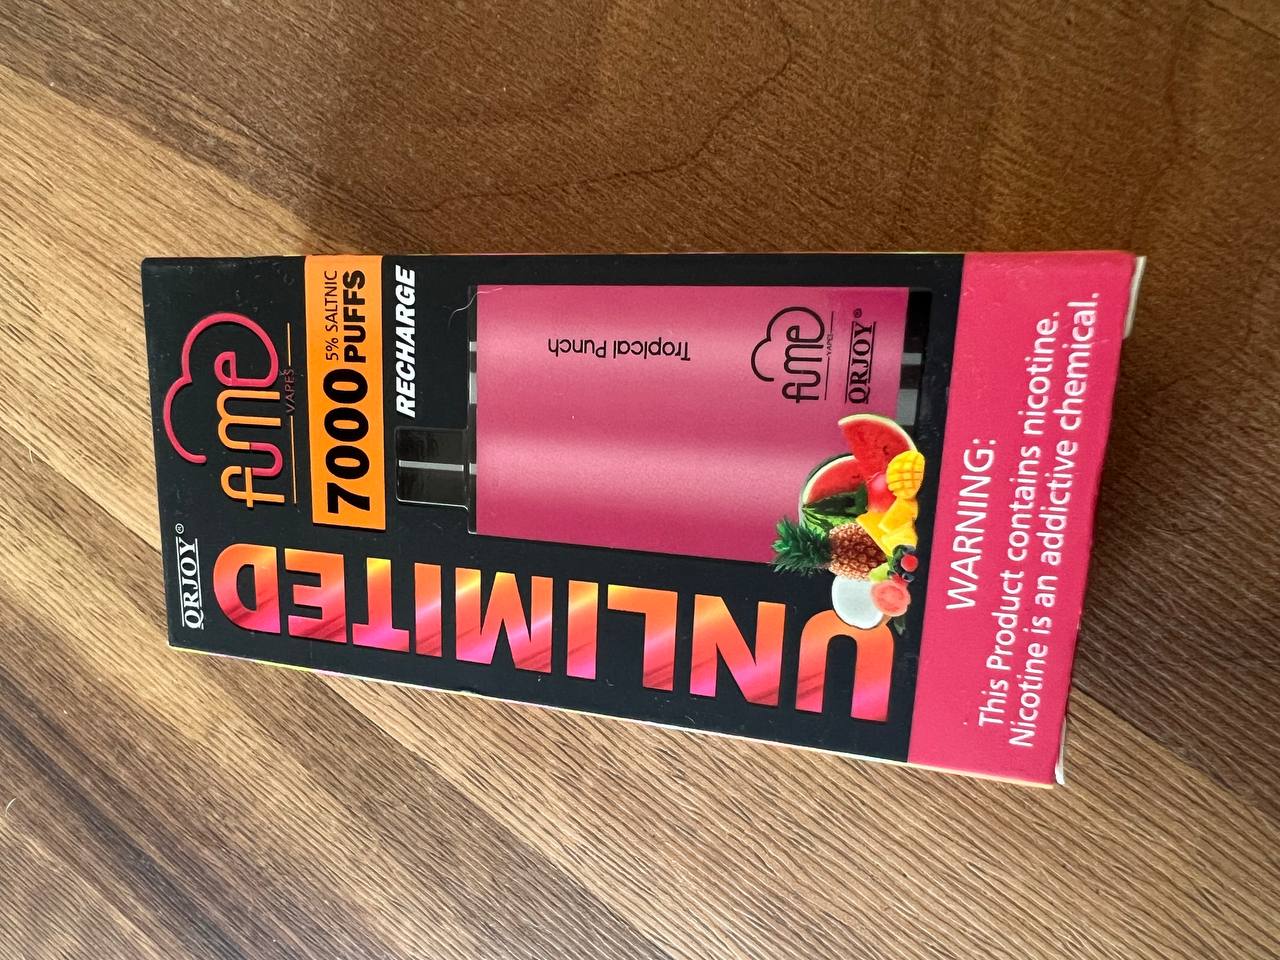 QRJOY®
UNLIMITED
fume
VAPES
7000 5% SALTNIC
PUFFS
RECHARGE
Tropical Punch
fume
VAPES
QRJOY®
WARNING:
This Product contains nicotine.
Nicotine is an addictive chemical.